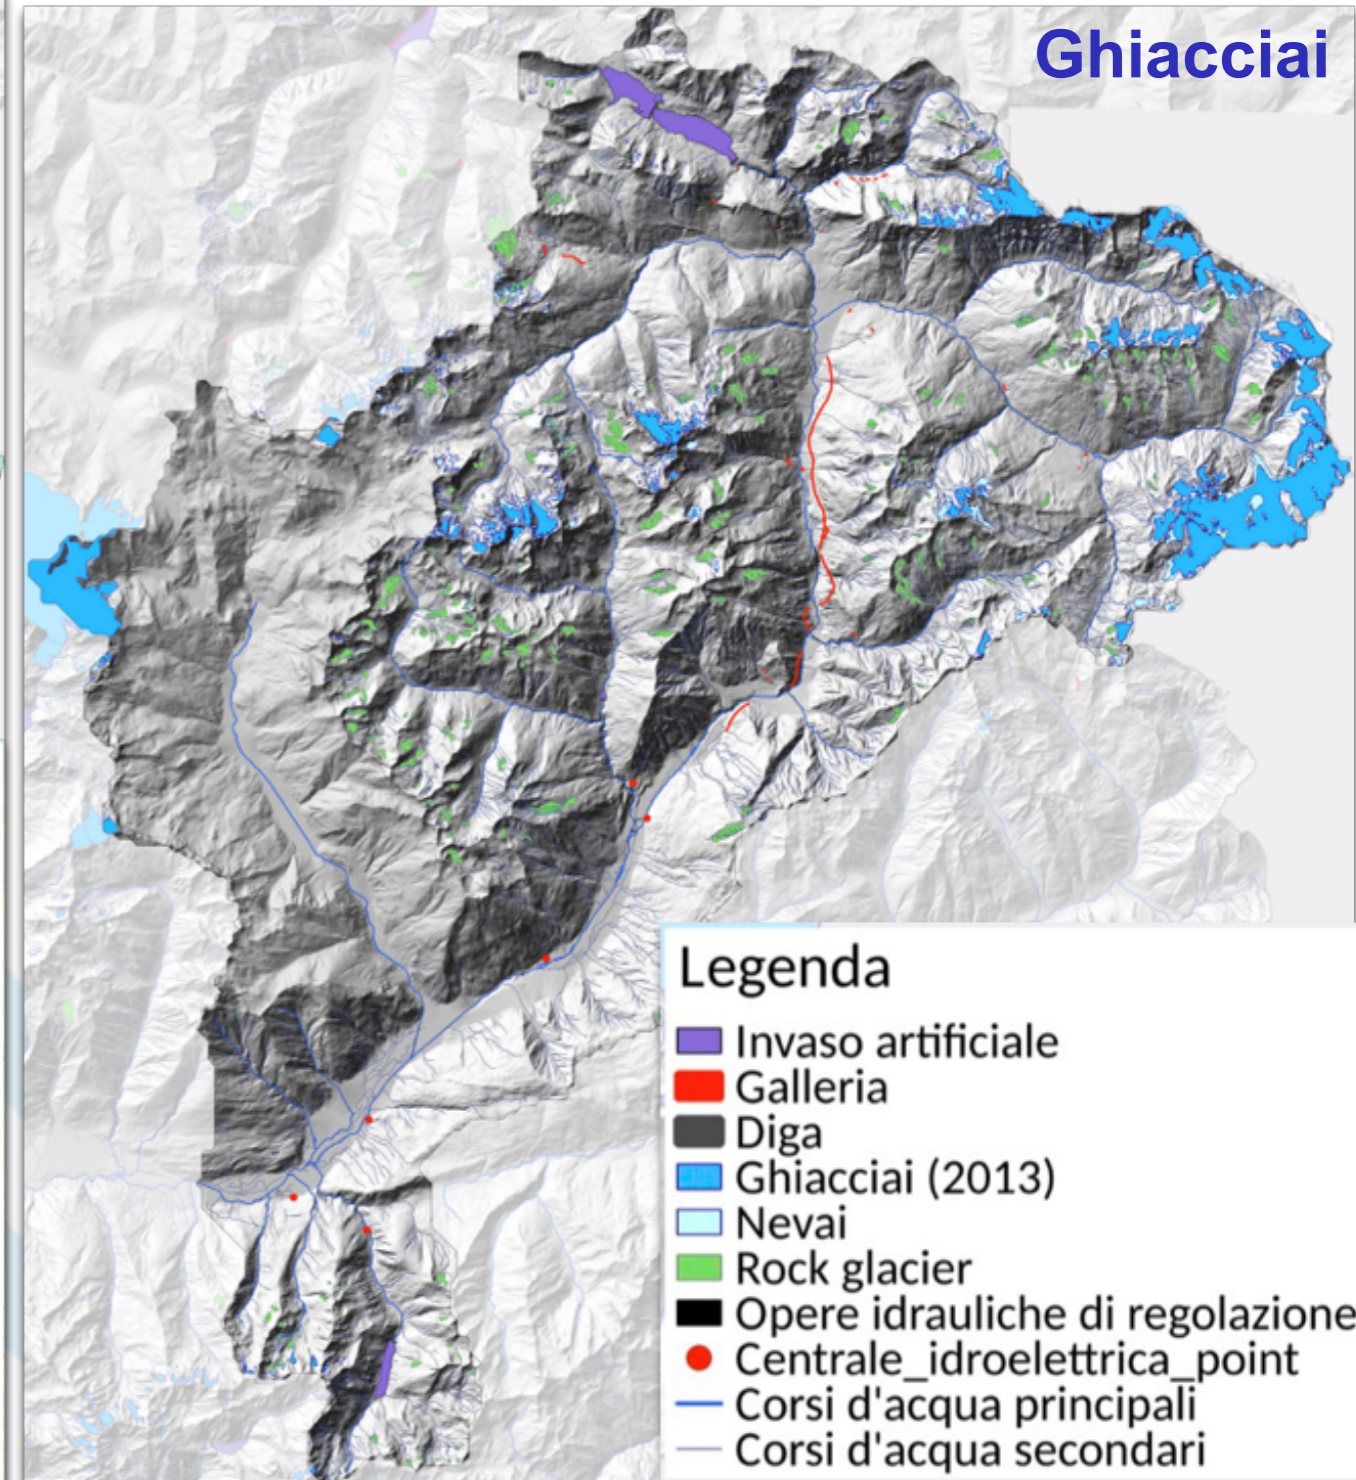 Ghiacciai
Legenda
Invaso artificiale
Galleria
Diga
Ghiacciai (2013)
Nevai
Rock glacier
Opere idrauliche di regolazione
Centrale_idroelettrica_point
Corsi d'acqua principali
Corsi d'acqua secondari